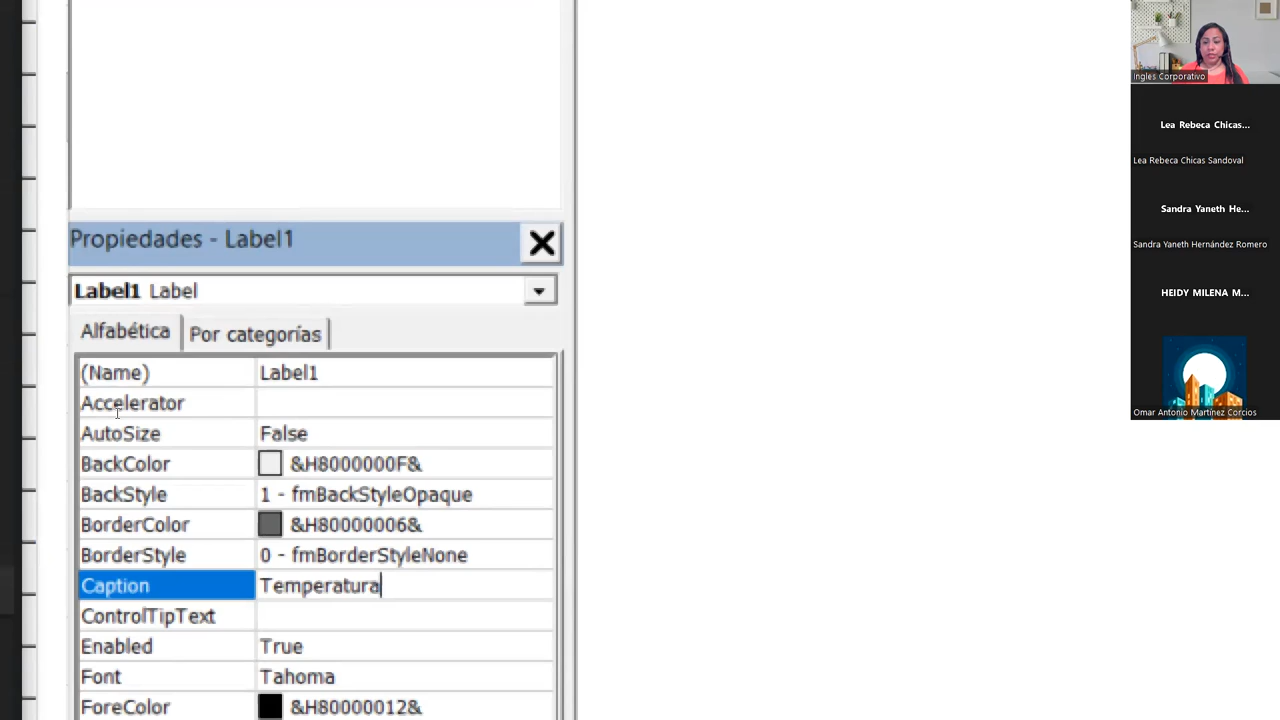 Propiedades - Label1
Label1 Label
Alfabética
Por categorías
(Name) Label1
Accelerator
AutoSize False
BackColor &H8000000F&
BackStyle 1 - fmBackStyleOpaque
BorderColor &H80000006&
BorderStyle 0 - fmBorderStyleNone
Caption Temperatura
ControlTipText
Enabled True
Font Tahoma
ForeColor &H80000012&
Ingles Corporativo
Lea Rebeca Chicas...
Lea Rebeca Chicas Sandoval
Sandra Yaneth He...
Sandra Yaneth Hernández Romero
HEIDY MILENA M...
Omar Antonio Martínez Corcios